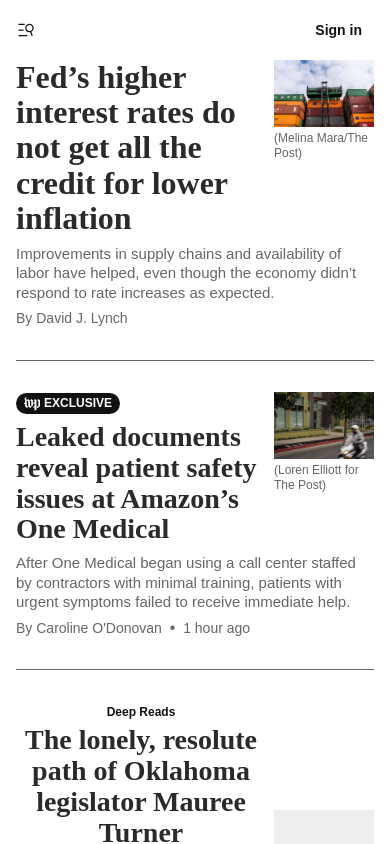 Sign in
Fed’s higher
interest rates do
not get all the
credit for lower
inflation
(Melina Mara/The
Post)
Improvements in supply chains and availability of
labor have helped, even though the economy didn’t
respond to rate increases as expected.
By David J. Lynch
wp EXCLUSIVE
Leaked documents
reveal patient safety
issues at Amazon’s
One Medical
(Loren Elliott for
The Post)
After One Medical began using a call center staffed
by contractors with minimal training, patients with
urgent symptoms failed to receive immediate help.
By Caroline O'Donovan • 1 hour ago
Deep Reads
The lonely, resolute
path of Oklahoma
legislator Mauree
Turner